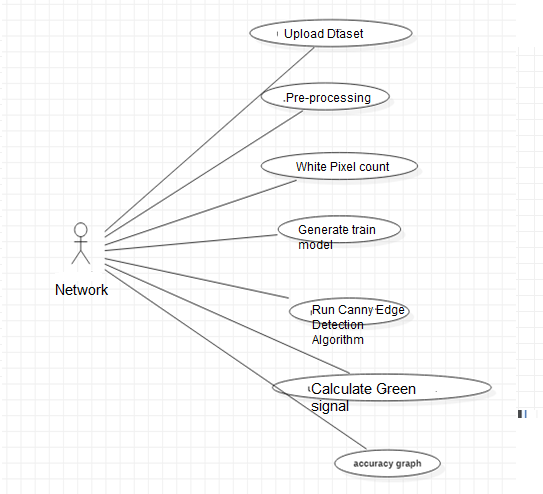 Upload Dtaset
.Pre-processing
White Pixel count
Generate train
model
Network
Run Canny Edge
Detection
Algorithm
Calculate Green
signal
accuracy graph